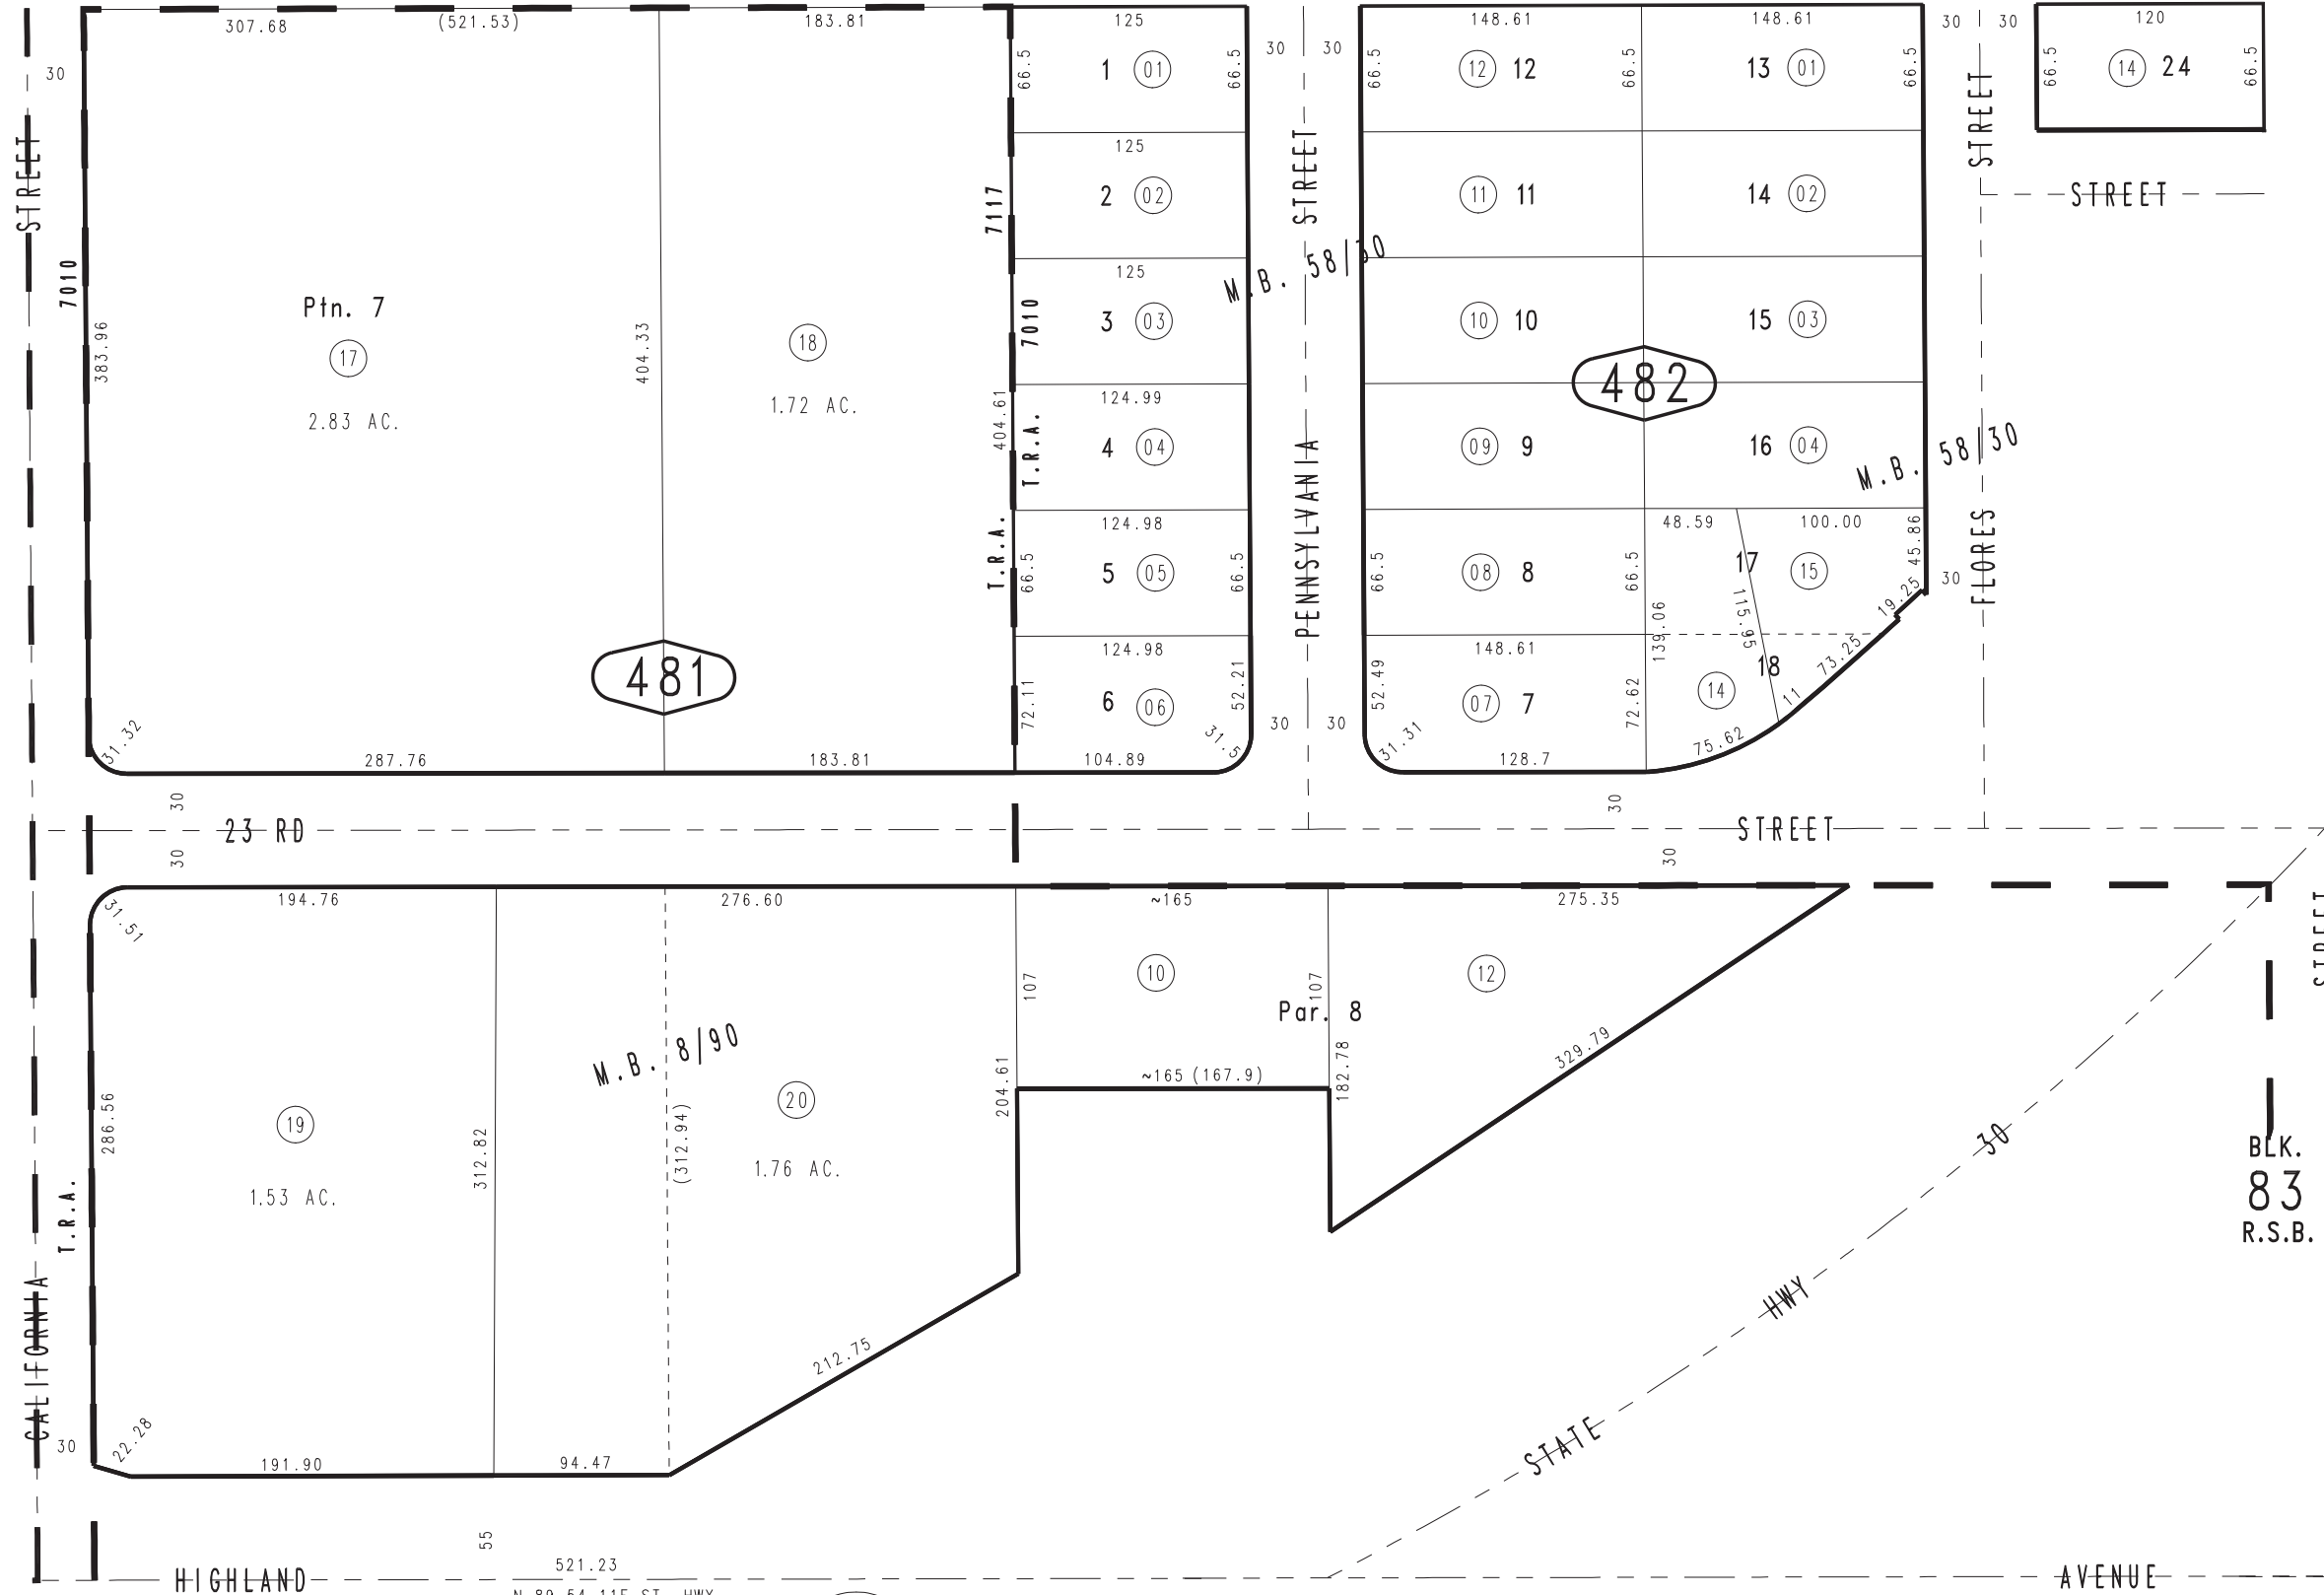 307.68 (521.53) 183.81 125 148.61 148.61 120
30 30 30 30 30
30
66.5 1 01 66.5
66.5 12 12 66.5 13 01 66.5
66.5 14 24 66.5
STREET
STREET
STREET
STREET
125
2 02
11 11 14 02
7117
7010
M.B. 58/30
125
3 03
10 10 15 03
Ptn. 7
17
2.83 AC.
383.96
404.33
18
1.72 AC.
7010
404.61
T.R.A.
T.R.A.
482
124.99
4 04
09 9 16 04
M.B. 58/30
PENNSYLVANIA
FLORES
124.98
66.5 5 05 66.5
66.5 08 8 66.5
48.59 100.00
17 15
45.86
19.25
30
115.95
139.06
481
124.98
72.11 6 06 52.21
148.61
52.49 07 7 72.62
14 18
73.25
11
75.62
30 30
31.32
31.5
31.31
287.76 183.81 104.89 128.7
30 30
23 RD STREET
30 30
194.76 276.60 ~165 275.35
31.51
STREET
107
10
107
12
Par. 8
M.B. 8/90
329.79
~165 (167.9)
204.61
182.78
286.56
19
1.53 AC.
312.82
(312.94)
20
1.76 AC.
T.R.A.
BLK.
83
R.S.B.
CALIFORNIA
212.75
STATE HWY 30
30
22.28
191.90 94.47
55
521.23
HIGHLAND AVENUE
N 89-54-11E ST. HWY